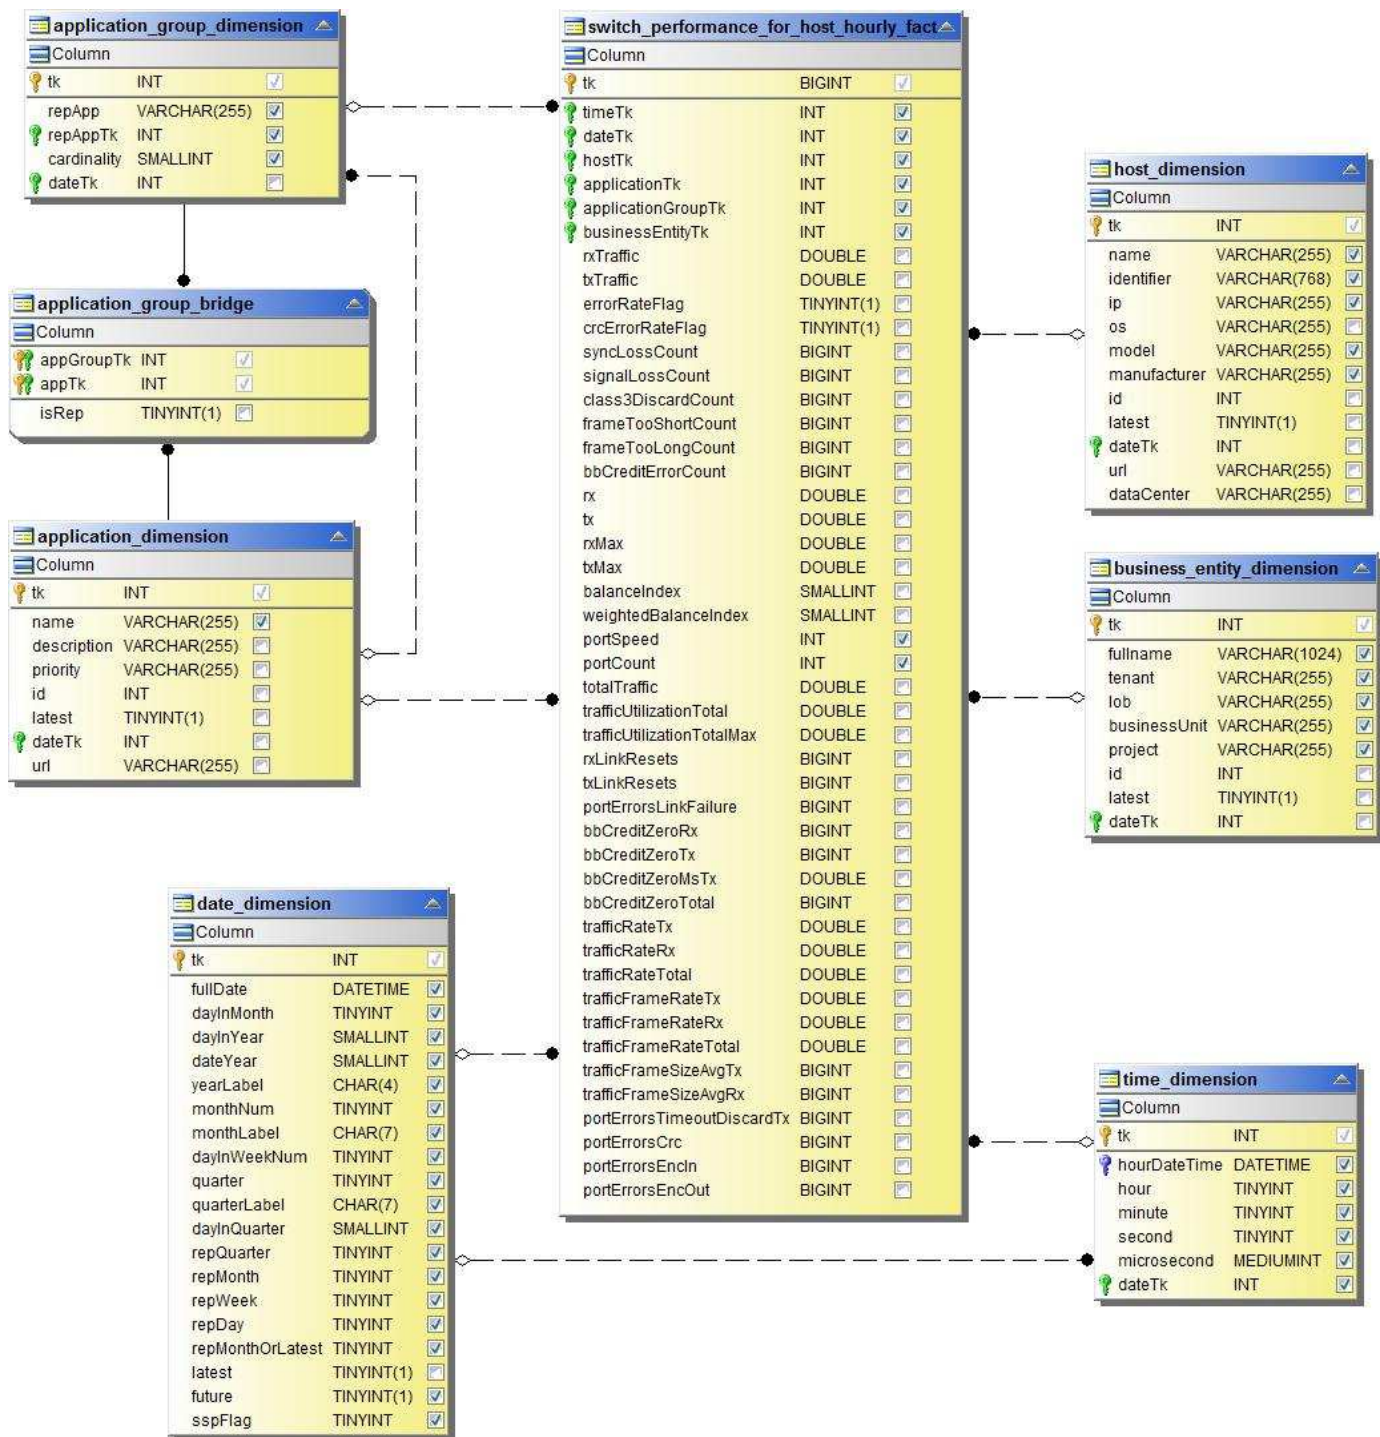 application_group_dimension
Column
tk INT
repApp VARCHAR(255)
repAppTk INT
cardinality SMALLINT
dateTk INT
application_group_bridge
Column
appGroupTk INT
appTk INT
isRep TINYINT(1)
application_dimension
Column
tk INT
name VARCHAR(255)
description VARCHAR(255)
priority VARCHAR(255)
id INT
latest TINYINT(1)
dateTk INT
url VARCHAR(255)
switch_performance_for_host_hourly_fact
Column
tk BIGINT
timeTk INT
dateTk INT
hostTk INT
applicationTk INT
applicationGroupTk INT
businessEntityTk INT
rxTraffic DOUBLE
txTraffic DOUBLE
errorRateFlag TINYINT(1)
crcErrorRateFlag TINYINT(1)
syncLossCount BIGINT
signalLossCount BIGINT
class3DiscardCount BIGINT
frameTooShortCount BIGINT
frameTooLongCount BIGINT
bbCreditErrorCount BIGINT
rx DOUBLE
tx DOUBLE
rxMax DOUBLE
txMax DOUBLE
balanceIndex SMALLINT
weightedBalanceIndex SMALLINT
portSpeed INT
portCount INT
totalTraffic DOUBLE
trafficUtilizationTotal DOUBLE
trafficUtilizationTotalMax DOUBLE
rxLinkResets BIGINT
txLinkResets BIGINT
portErrorsLinkFailure BIGINT
bbCreditZeroRx BIGINT
bbCreditZeroTx BIGINT
bbCreditZeroMsTx DOUBLE
bbCreditZeroTotal BIGINT
trafficRateTx DOUBLE
trafficRateRx DOUBLE
trafficRateTotal DOUBLE
trafficFrameRateTx DOUBLE
trafficFrameRateRx DOUBLE
trafficFrameRateTotal DOUBLE
trafficFrameSizeAvgTx BIGINT
trafficFrameSizeAvgRx BIGINT
portErrorsTimeoutDiscardTx BIGINT
portErrorsCrc BIGINT
portErrorsEncIn BIGINT
portErrorsEncOut BIGINT
host_dimension
Column
tk INT
name VARCHAR(255)
identifier VARCHAR(768)
ip VARCHAR(255)
os VARCHAR(255)
model VARCHAR(255)
manufacturer VARCHAR(255)
id INT
latest TINYINT(1)
dateTk INT
url VARCHAR(255)
dataCenter VARCHAR(255)
business_entity_dimension
Column
tk INT
fullname VARCHAR(1024)
tenant VARCHAR(255)
lob VARCHAR(255)
businessUnit VARCHAR(255)
project VARCHAR(255)
id INT
latest TINYINT(1)
dateTk INT
date_dimension
Column
tk INT
fullDate DATETIME
dayInMonth TINYINT
dayInYear SMALLINT
dateYear SMALLINT
yearLabel CHAR(4)
monthNum TINYINT
monthLabel CHAR(7)
dayInWeekNum TINYINT
quarter TINYINT
quarterLabel CHAR(7)
dayInQuarter SMALLINT
repQuarter TINYINT
repMonth TINYINT
repWeek TINYINT
repDay TINYINT
repMonthOrLatest TINYINT
latest TINYINT(1)
future TINYINT(1)
sspFlag TINYINT
time_dimension
Column
tk INT
hourDateTime DATETIME
hour TINYINT
minute TINYINT
second TINYINT
microsecond MEDIUMINT
dateTk INT